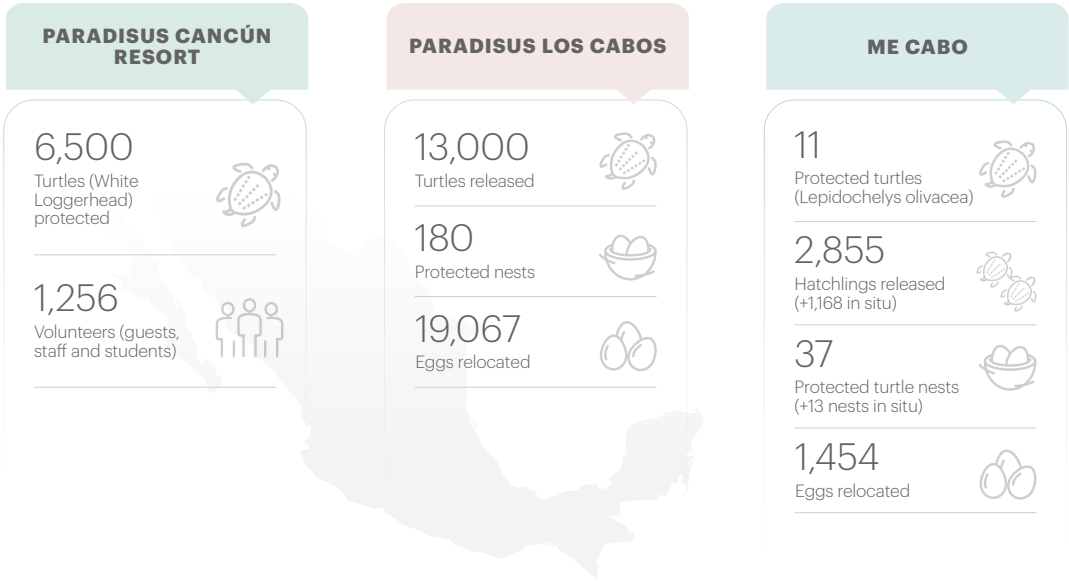 PARADISUS CANCÚN
RESORT
6,500
Turtles (White
Loggerhead)
protected
1,256
Volunteers (guests,
staff and students)
PARADISUS LOS CABOS
13,000
Turtles released
180
Protected nests
19,067
Eggs relocated
ME CABO
11
Protected turtles
(Lepidochelys olivacea)
2,855
Hatchlings released
(+1,168 in situ)
37
Protected turtle nests
(+13 nests in situ)
1,454
Eggs relocated